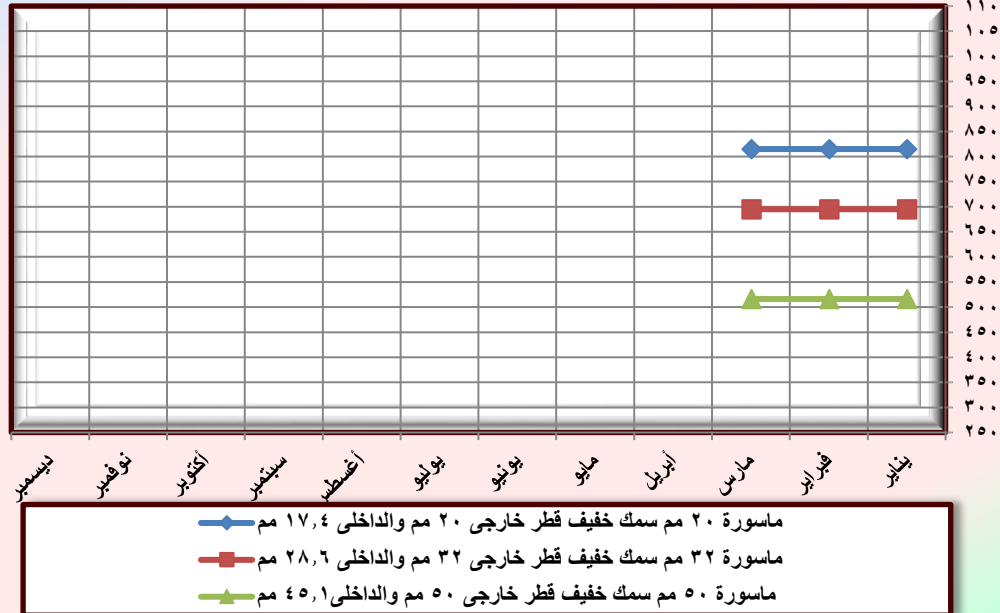 ١١٠
١٠٥
١٠٠
٩٥٠
٩٠٠
٨٥٠
٨٠٠
٧٥٠
٧٠٠
٦٥٠
٦٠٠
٥٥٠
٥٠٠
٤٥٠
٤٠٠
٣٥٠
٣٠٠
٢٥٠
يناير
فبراير
مارس
أبريل
مايو
يونيو
يوليو
أغسطس
سبتمبر
أكتوبر
نوفمبر
ديسمبر
ماسورة ٢٠ مم سمك خفيف قطر خارجى ٢٠ مم والداخلى ١٧,٤ مم
ماسورة ٣٢ مم سمك خفيف قطر خارجى ٣٢ مم والداخلى ٢٨,٦ مم
ماسورة ٥٠ مم سمك خفيف قطر خارجى ٥٠ مم والداخلى٤٥,١ مم